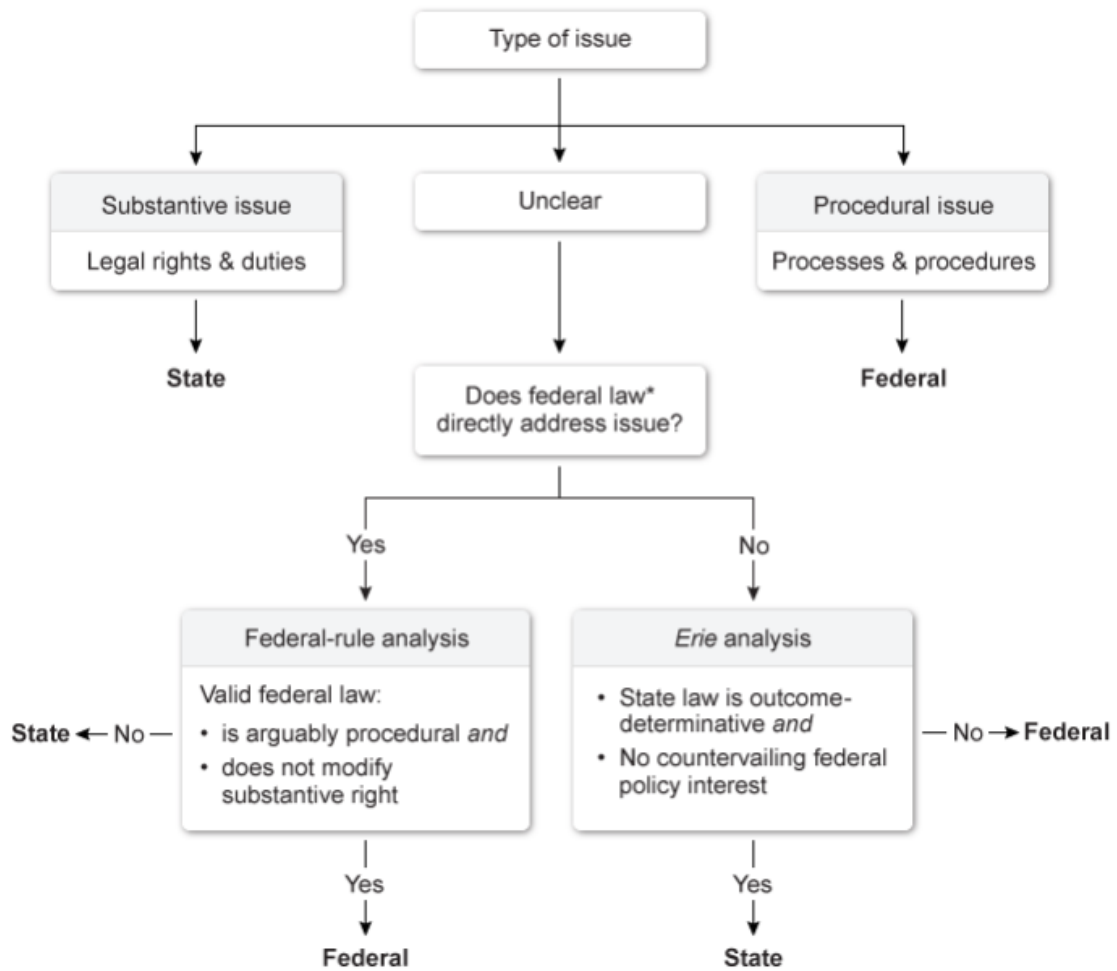 Type of issue
Substantive issue
Legal rights & duties
State
Unclear
Procedural issue
Processes & procedures
Federal
Does federal law*
directly address issue?
Yes
No
Federal-rule analysis
Valid federal law:
• is arguably procedural and
• does not modify
substantive right
State
No
Yes
Federal
Erie analysis
• State law is outcome-
determinative and
• No countervailing federal
policy interest
No
Federal
Yes
State